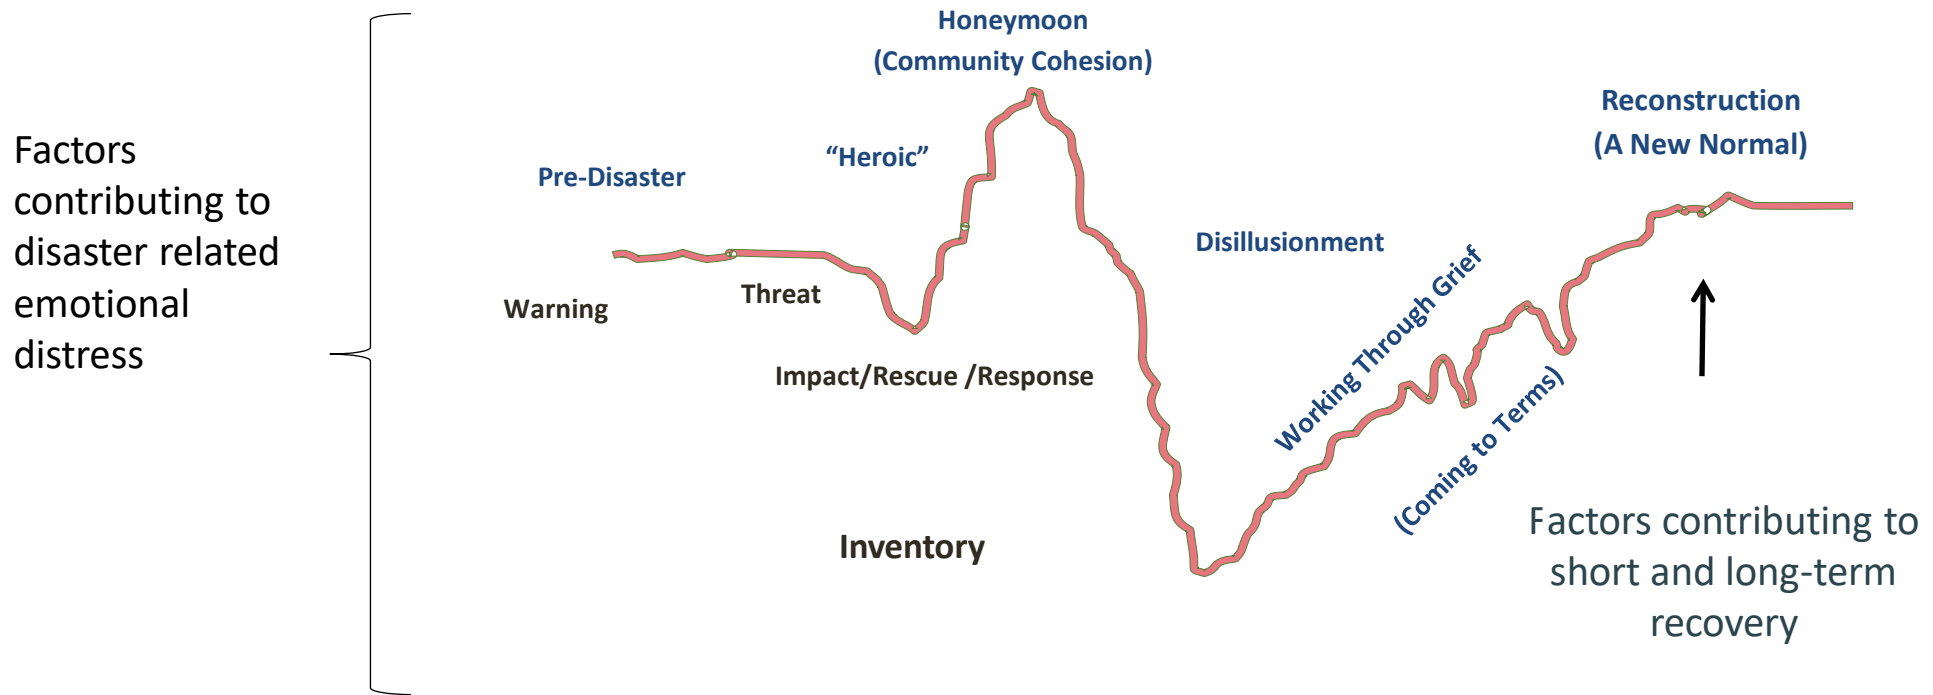 Factors
contributing to
disaster related
emotional
distress
Honeymoon
(Community Cohesion)
“Heroic”
Pre-Disaster
Warning
Threat
Impact/Rescue /Response
Inventory
Disillusionment
Working Through Grief
(Coming to Terms)
Reconstruction
(A New Normal)
Factors contributing to
short and long-term
recovery